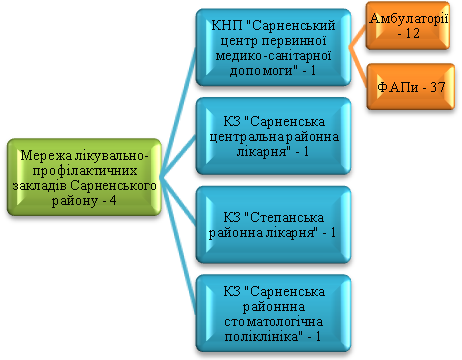 Мережа лікувально-
профілактичних
закладів Сарненського
району - 4
КНП "Сарненський
центр первинної
медико-санітарної
допомоги" - 1
Амбулаторії
- 12
ФАПи - 37
КЗ "Сарненська
центральна районна
лікарня" - 1
КЗ "Степанська
районна лікарня" - 1
КЗ "Сарненська
районнна
стоматологічна
поліклініка" - 1